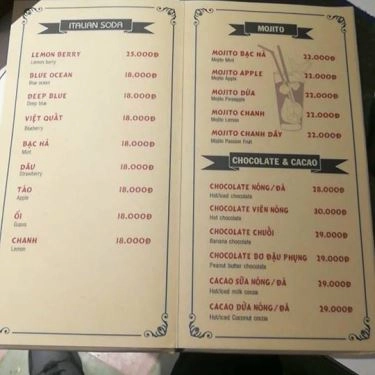 ITALIAN SODA
LEMON BERRY 25.000Đ
Lemon berry
BLUE OCEAN 18.000Đ
Blue ocean
DEEP BLUE 18.000Đ
Deep blue
VIỆT QUẤT 18.000Đ
Blueberry
BẠC HÀ 18.000Đ
Mint
DÂU 18.000Đ
Strawberry
TÁO 18.000Đ
Apple
ỔI 18.000Đ
Guava
CHANH 18.000Đ
Lemon
MOJITO
MOJITO BẠC HÀ 22.000Đ
Mojito Mint
MOJITO APPLE 22.000Đ
Mojito Apple
MOJITO DỨA 22.000Đ
Mojito Pineapple
MOJITO CHANH 22.000Đ
Mojito Lemon
MOJITO CHANH DÂY 22.000Đ
Mojito Passion Fruit
CHOCOLATE & CACAO
CHOCOLATE NÓNG/ĐÁ 28.000Đ
Hot/iced chocolate
CHOCOLATE VIÊN NÓNG 30.000Đ
Hot chocolate
CHOCOLATE CHUỐI 29.000Đ
Banana chocolate
CHOCOLATE BƠ ĐẬU PHỤNG 29.000Đ
Peanut butter chocolate
CACAO SỮA NÓNG/ĐÁ 29.000Đ
Hot/iced milk cocoa
CACAO DỪA NÓNG/ĐÁ 29.000Đ
Hot/iced Coconut cocoa